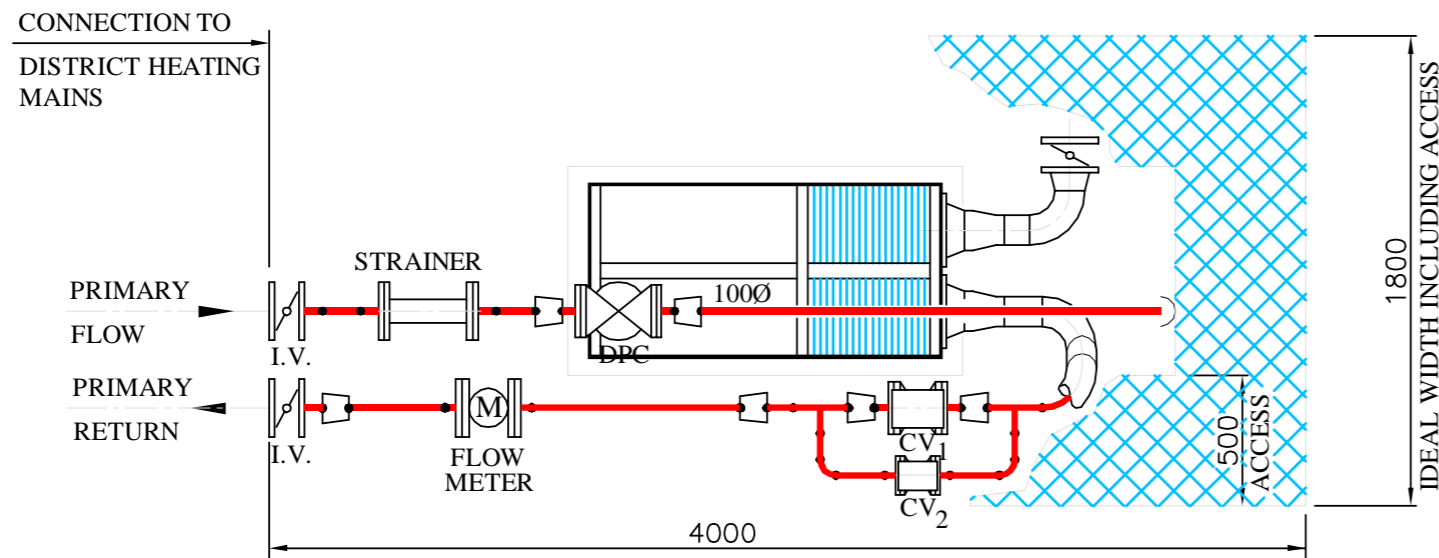 CONNECTION TO
DISTRICT HEATING
MAINS
STRAINER
PRIMARY
FLOW
I.V.
100Ø
DPC
PRIMARY
RETURN
I.V.
M
FLOW
METER
CV1
CV2
500
ACCESS
1800
IDEAL WIDTH INCLUDING ACCESS
4000